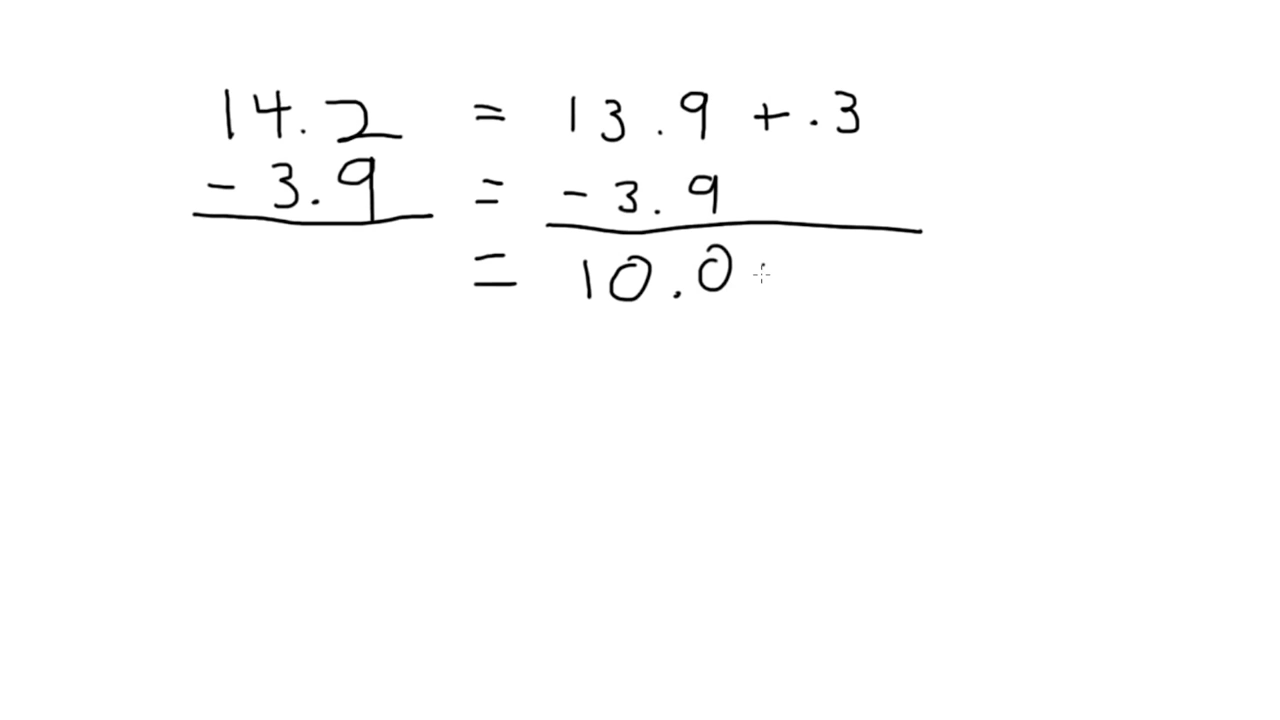 14.2 = 13.9 + .3
- 3.9 = - 3.9
= 10.0